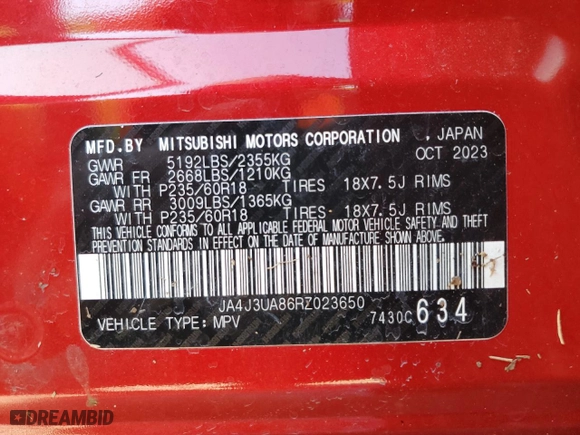 MFD.BY MITSUBISHI MOTORS CORPORATION , JAPAN
GVWR 5192LBS/2355KG OCT 2023
GAWR FR 2668LBS/1210KG
WITH P235/60R18 TIRES 18X7.5J RIMS
GAWR RR 3009LBS/1365KG
WITH P235/60R18 TIRES 18X7.5J RIMS
THIS VEHICLE CONFORMS TO ALL APPLICABLE FEDERAL MOTOR VEHICLE SAFETY AND THEFT
PREVENTION STANDARDS IN EFFECT ON THE DATE OF MANUFACTURE SHOWN ABOVE.
JA4J3UA86RZ023650
VEHICLE TYPE: MPV 7430C 634
DREAMBID